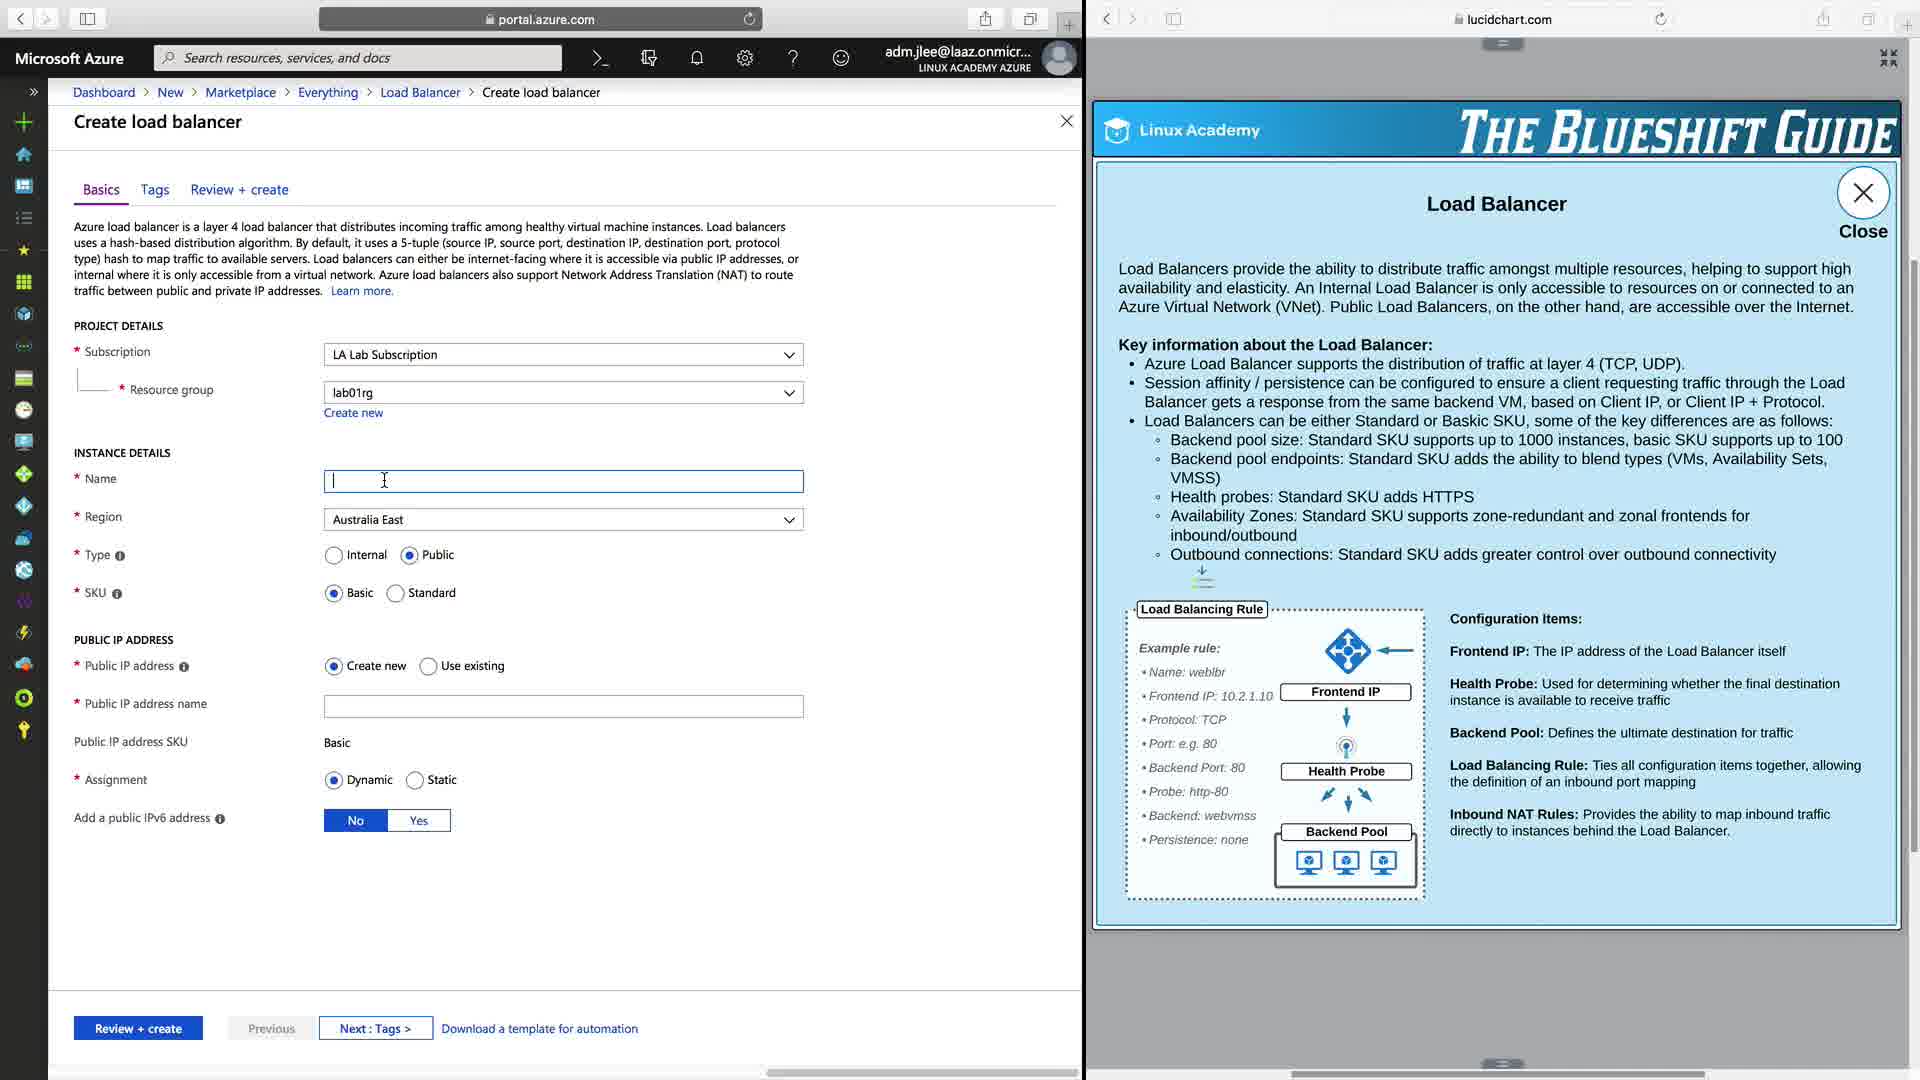 portal.azure.com
Microsoft Azure
Search resources, services, and docs
adm.jlee@laaz.onmicr...
LINUX ACADEMY AZURE
Dashboard > New > Marketplace > Everything > Load Balancer > Create load balancer
Create load balancer
Basics Tags Review + create
Azure load balancer is a layer 4 load balancer that distributes incoming traffic among healthy virtual machine instances. Load balancers
uses a hash-based distribution algorithm. By default, it uses a 5-tuple (source IP, source port, destination IP, destination port, protocol
type) hash to map traffic to available servers. Load balancers can either be internet-facing where it is accessible via public IP addresses, or
internal where it is only accessible from a virtual network. Azure load balancers also support Network Address Translation (NAT) to route
traffic between public and private IP addresses. Learn more.
PROJECT DETAILS
* Subscription
LA Lab Subscription
* Resource group
lab01rg
Create new
INSTANCE DETAILS
* Name
* Region
Australia East
* Type
Internal Public
* SKU
Basic Standard
PUBLIC IP ADDRESS
* Public IP address
Create new Use existing
* Public IP address name
Public IP address SKU
Basic
* Assignment
Dynamic Static
Add a public IPv6 address
No Yes
Review + create Previous Next : Tags > Download a template for automation
lucidchart.com
Linux Academy
THE BLUESHIFT GUIDE
Load Balancer
Close
Load Balancers provide the ability to distribute traffic amongst multiple resources, helping to support high
availability and elasticity. An Internal Load Balancer is only accessible to resources on or connected to an
Azure Virtual Network (VNet). Public Load Balancers, on the other hand, are accessible over the Internet.
Key information about the Load Balancer:
• Azure Load Balancer supports the distribution of traffic at layer 4 (TCP, UDP).
• Session affinity / persistence can be configured to ensure a client requesting traffic through the Load
Balancer gets a response from the same backend VM, based on Client IP, or Client IP + Protocol.
• Load Balancers can be either Standard or Baskic SKU, some of the key differences are as follows:
◦ Backend pool size: Standard SKU supports up to 1000 instances, basic SKU supports up to 100
◦ Backend pool endpoints: Standard SKU adds the ability to blend types (VMs, Availability Sets,
VMSS)
◦ Health probes: Standard SKU adds HTTPS
◦ Availability Zones: Standard SKU supports zone-redundant and zonal frontends for
inbound/outbound
◦ Outbound connections: Standard SKU adds greater control over outbound connectivity
Load Balancing Rule
Example rule:
• Name: weblbr
• Frontend IP: 10.2.1.10
• Protocol: TCP
• Port: e.g. 80
• Backend Port: 80
• Probe: http-80
• Backend: webvmss
• Persistence: none
Frontend IP
Health Probe
Backend Pool
Configuration Items:
Frontend IP: The IP address of the Load Balancer itself
Health Probe: Used for determining whether the final destination
instance is available to receive traffic
Backend Pool: Defines the ultimate destination for traffic
Load Balancing Rule: Ties all configuration items together, allowing
the definition of an inbound port mapping
Inbound NAT Rules: Provides the ability to map inbound traffic
directly to instances behind the Load Balancer.